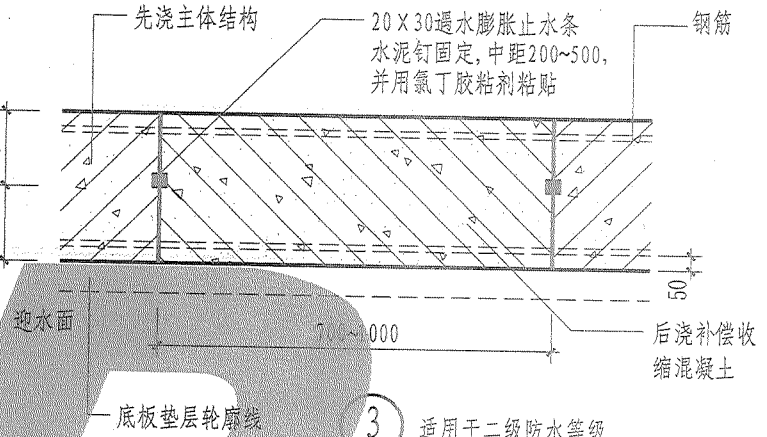 先浇主体结构
20×30遇水膨胀止水条
水泥钉固定,中距200~500,
并用氯丁胶粘剂粘贴
钢筋
50
迎水面
后浇补偿收
缩混凝土
底板垫层轮廓线
3
适用于二级防水等级